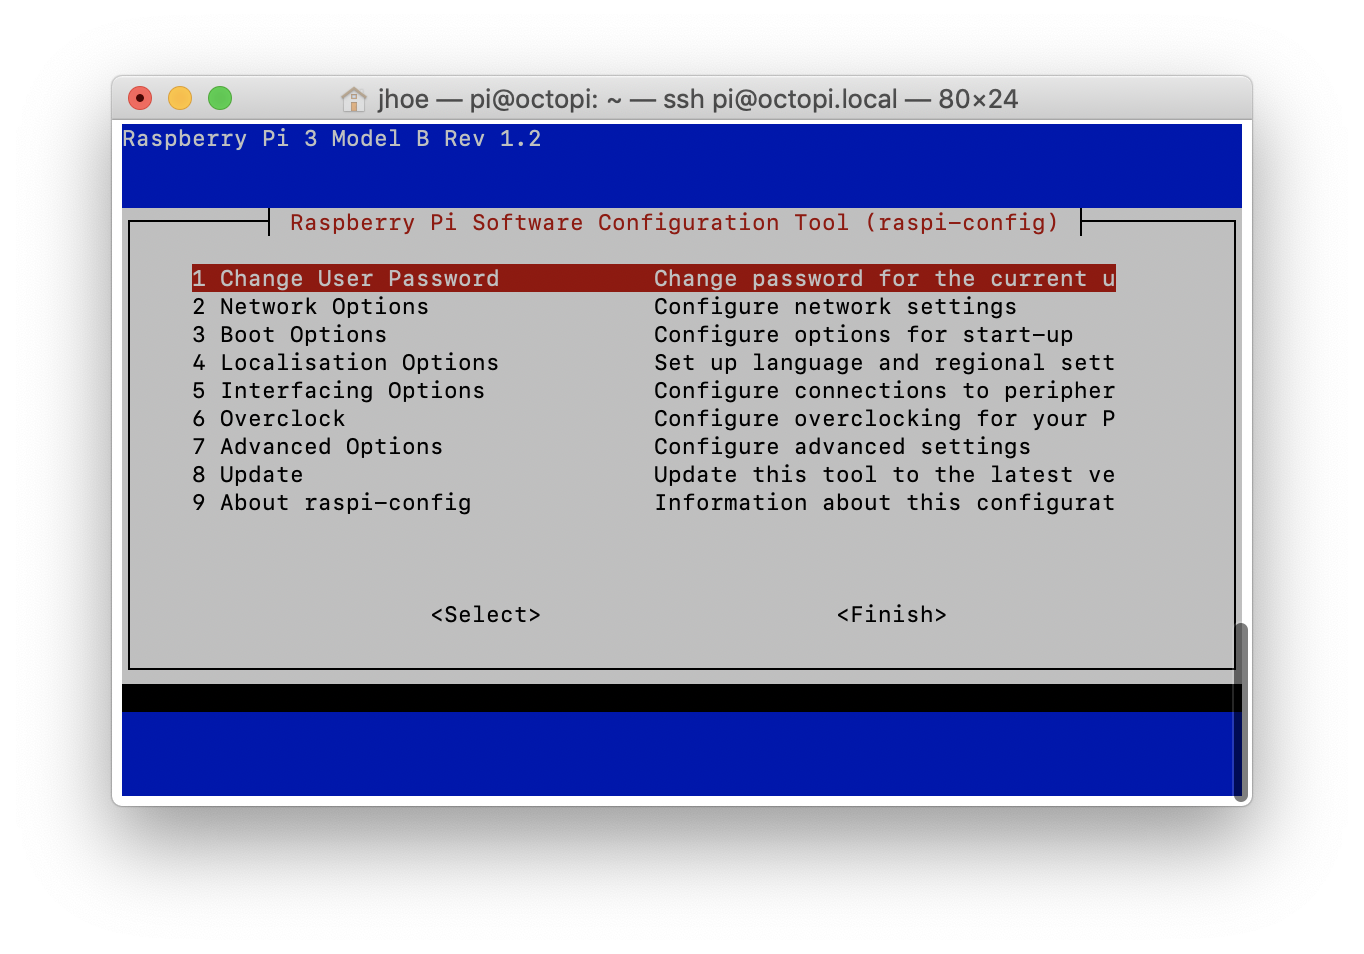 jhoe — pi@octopi: ~ — ssh pi@octopi.local — 80×24
Raspberry Pi 3 Model B Rev 1.2
Raspberry Pi Software Configuration Tool (raspi-config)
1 Change User Password Change password for the current u
2 Network Options Configure network settings
3 Boot Options Configure options for start-up
4 Localisation Options Set up language and regional sett
5 Interfacing Options Configure connections to peripher
6 Overclock Configure overclocking for your P
7 Advanced Options Configure advanced settings
8 Update Update this tool to the latest ve
9 About raspi-config Information about this configurat
<Select> <Finish>